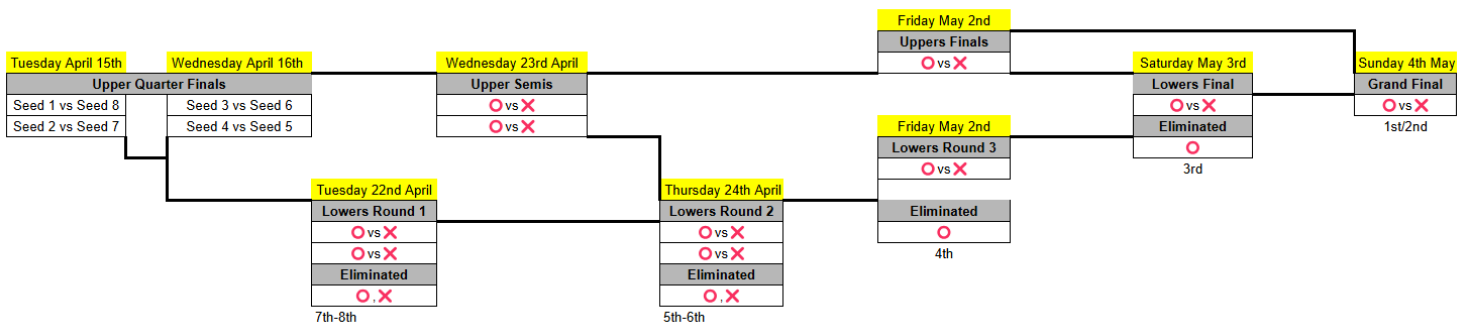 Friday May 2nd
Uppers Finals
⭕ vs ❌
Tuesday April 15th
Wednesday April 16th
Upper Quarter Finals
Seed 1 vs Seed 8
Seed 3 vs Seed 6
Seed 2 vs Seed 7
Seed 4 vs Seed 5
Wednesday 23rd April
Upper Semis
⭕ vs ❌
⭕ vs ❌
Saturday May 3rd
Lowers Final
⭕ vs ❌
Eliminated
⭕
3rd
Sunday 4th May
Grand Final
⭕ vs ❌
1st/2nd
Friday May 2nd
Lowers Round 3
⭕ vs ❌
Eliminated
⭕
4th
Tuesday 22nd April
Lowers Round 1
⭕ vs ❌
⭕ vs ❌
Eliminated
⭕ , ❌
7th-8th
Thursday 24th April
Lowers Round 2
⭕ vs ❌
⭕ vs ❌
Eliminated
⭕ , ❌
5th-6th